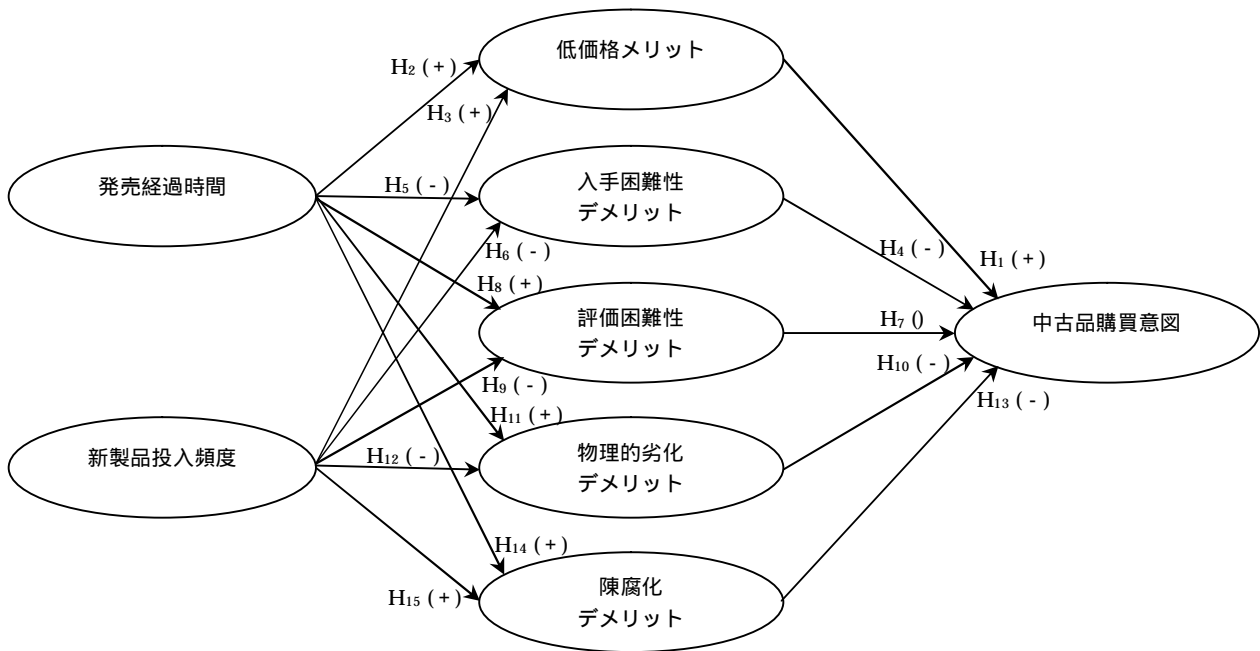 低価格メリット
H₂ (+)
H₃ (+)
発売経過時間
H₅ (-)
入手困難性
デメリット
H₆ (-)
H₄ (-)
H₁ (+)
H₈ (+)
評価困難性
デメリット
H₇ ()
中古品購買意図
H₉ (-)
H₁₀ (-)
H₁₁ (+)
H₁₃ (-)
新製品投入頻度
H₁₂ (-)
物理的劣化
デメリット
H₁₄ (+)
H₁₅ (+)
陳腐化
デメリット